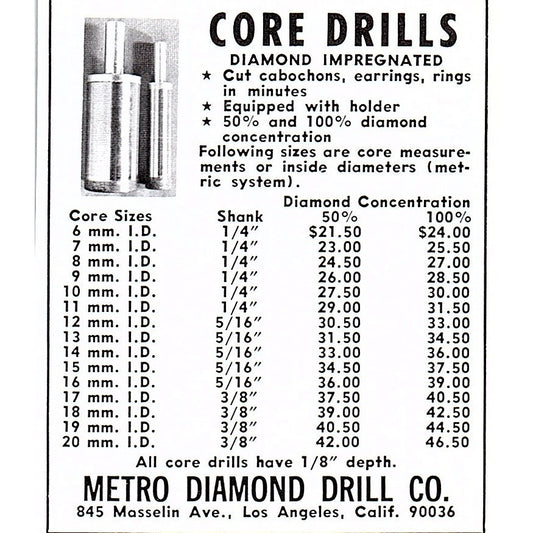 CORE DRILLS
DIAMOND IMPREGNATED
★ Cut cabochons, earrings, rings
in minutes
★ Equipped with holder
★ 50% and 100% diamond
concentration
Following sizes are core measure-
ments or inside diameters (met-
ric system).
Diamond Concentration
Core Sizes Shank 50% 100%
6 mm. I.D. 1/4" $21.50 $24.00
7 mm. I.D. 1/4" 23.00 25.50
8 mm. I.D. 1/4" 24.50 27.00
9 mm. I.D. 1/4" 26.00 28.50
10 mm. I.D. 1/4" 27.50 30.00
11 mm. I.D. 1/4" 29.00 31.50
12 mm. I.D. 5/16" 30.50 33.00
13 mm. I.D. 5/16" 31.50 34.50
14 mm. I.D. 5/16" 33.00 36.00
15 mm. I.D. 5/16" 34.50 37.50
16 mm. I.D. 5/16" 36.00 39.00
17 mm. I.D. 3/8" 37.50 40.50
18 mm. I.D. 3/8" 39.00 42.50
19 mm. I.D. 3/8" 40.50 44.50
20 mm. I.D. 3/8" 42.00 46.50
All core drills have 1/8" depth.
METRO DIAMOND DRILL CO.
845 Masselin Ave., Los Angeles, Calif. 90036